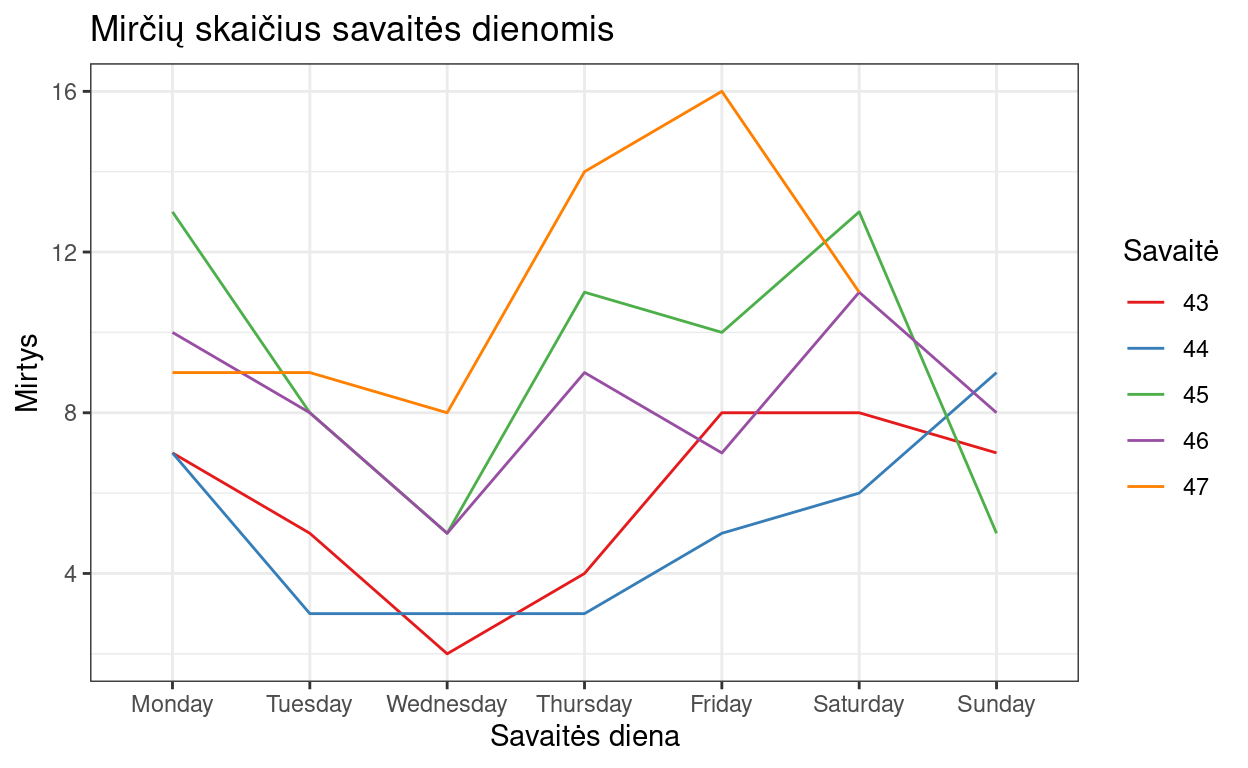 Mirčių skaičius savaitės dienomis
16
12
8
4
Mirtys
Monday Tuesday Wednesday Thursday Friday Saturday Sunday
Savaitės diena
Savaitė
43
44
45
46
47